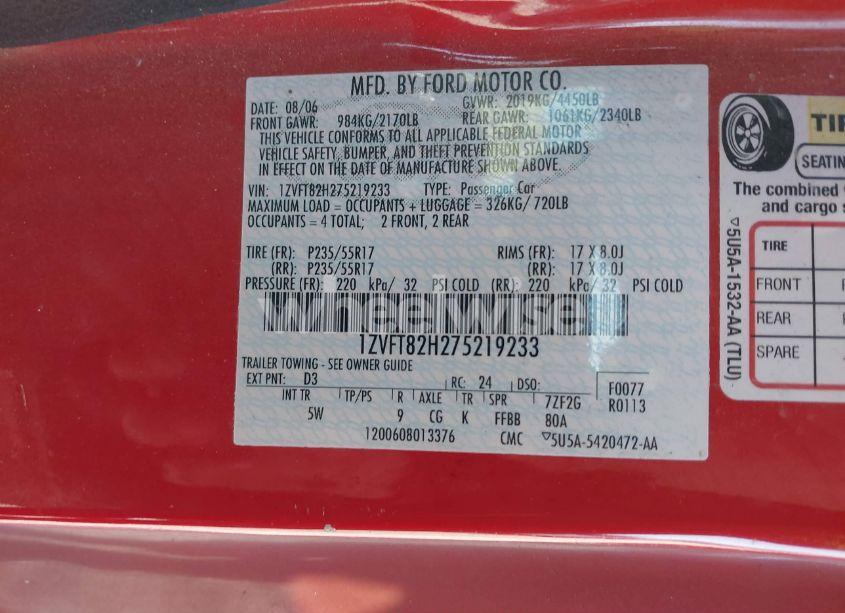 MFD. BY FORD MOTOR CO.
DATE: 08/06 GVWR: 2019KG/4450LB
FRONT GAWR: 984KG/2170LB REAR GAWR: 1061KG/2340LB
THIS VEHICLE CONFORMS TO ALL APPLICABLE FEDERAL MOTOR
VEHICLE SAFETY, BUMPER, AND THEFT PREVENTION STANDARDS
IN EFFECT ON THE DATE OF MANUFACTURE SHOWN ABOVE.
VIN: 1ZVFT82H275219233 TYPE: Passenger Car
MAXIMUM LOAD = OCCUPANTS + LUGGAGE = 326KG/ 720LB
OCCUPANTS = 4 TOTAL; 2 FRONT, 2 REAR
TIRE (FR): P235/55R17 RIMS (FR): 17 X 8.0J
(RR): P235/55R17 (RR): 17 X 8.0J
PRESSURE (FR): 220 kPa/ 32 PSI COLD (RR): 220 kPa/ 32 PSI COLD
wheelwise
1ZVFT82H275219233
TRAILER TOWING - SEE OWNER GUIDE
EXT PNT: D3 RC: 24 DSO: F0077
INT TR TP/PS R AXLE TR SPR 7ZF2G R0113
5W 9 CG K FFBB 80A
1200608013376 CMC ▽5U5A-5420472-AA
TIR
SEATIN
The combined
and cargo s
TIRE
FRONT
REAR
SPARE
▽5U5A-1532-AA (TLU)